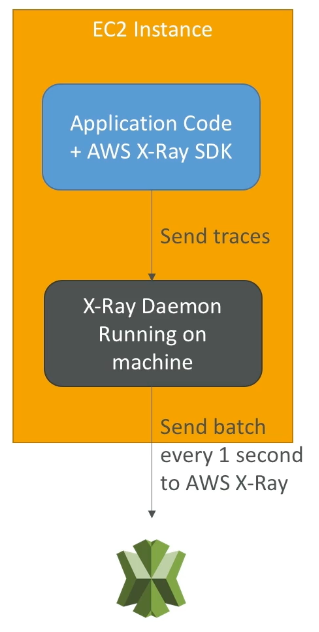 EC2 Instance
Application Code
+ AWS X-Ray SDK
Send traces
X-Ray Daemon
Running on
machine
Send batch
every 1 second
to AWS X-Ray